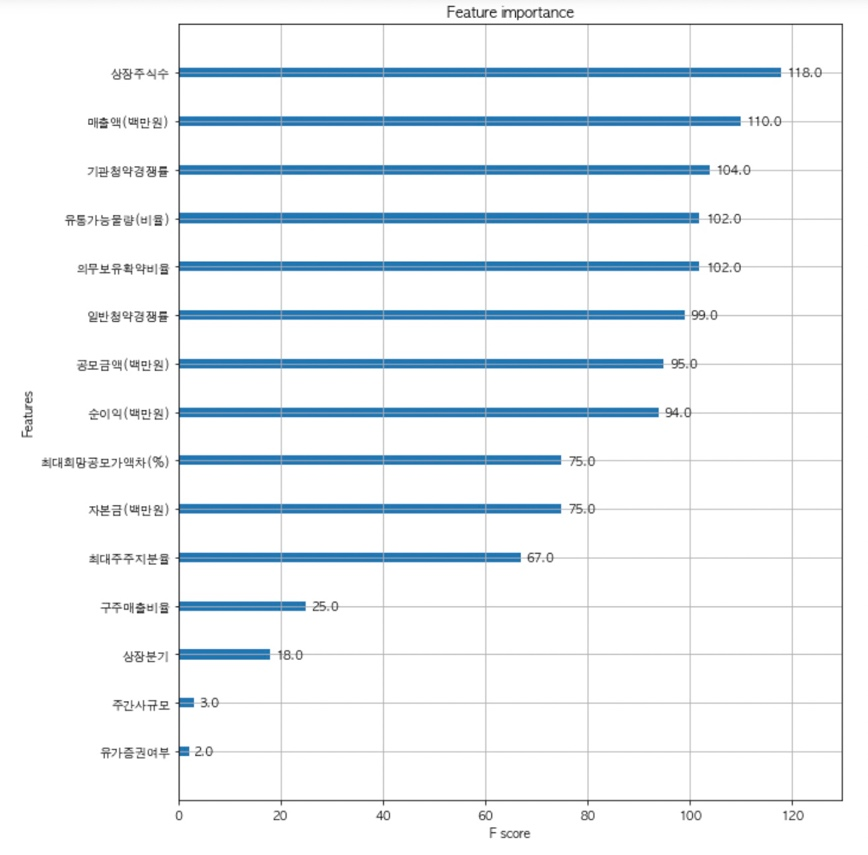 Feature importance
상장주식수
118.0
매출액(백만원)
110.0
기관청약경쟁률
104.0
유통가능물량(비율)
102.0
의무보유확약비율
102.0
일반청약경쟁률
99.0
공모금액(백만원)
95.0
순이익(백만원)
94.0
최대희망공모가액차(%)
75.0
자본금(백만원)
75.0
최대주주지분율
67.0
구주매출비율
25.0
상장분기
18.0
주간사규모
3.0
유가증권여부
2.0
Features
0 20 40 60 80 100 120
F score